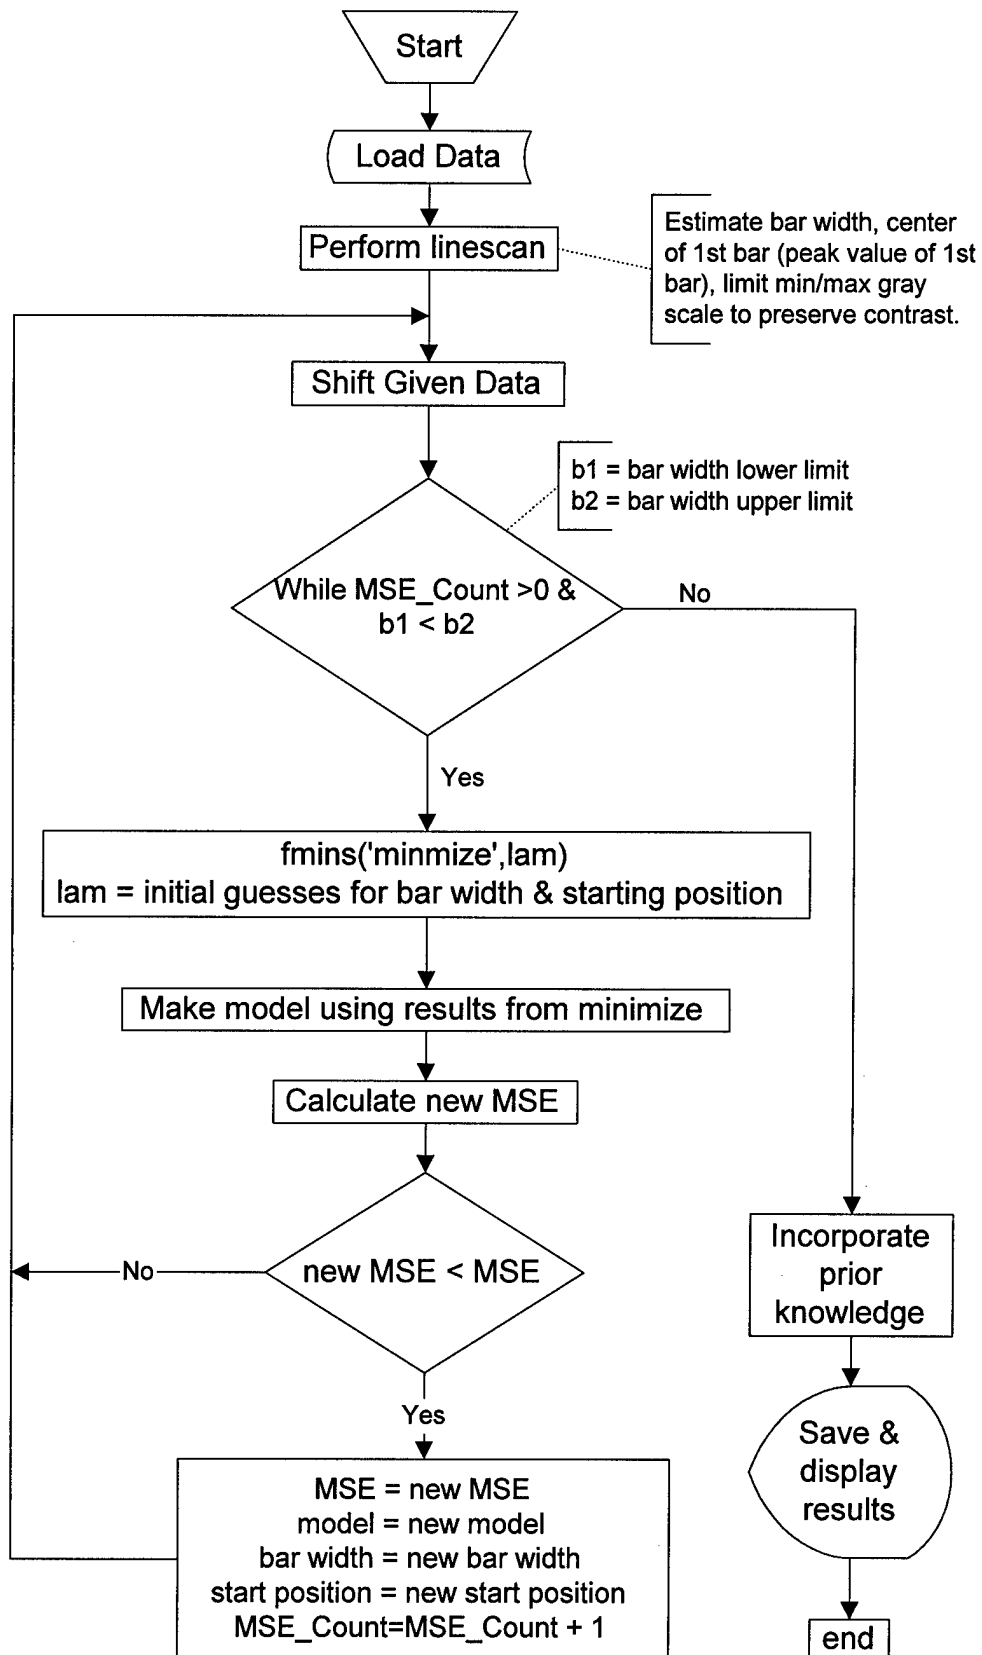 Start
Load Data
Perform linescan
Estimate bar width, center
of 1st bar (peak value of 1st
bar), limit min/max gray
scale to preserve contrast.
Shift Given Data
b1 = bar width lower limit
b2 = bar width upper limit
While MSE_Count >0 &
b1 < b2
No
Yes
fmins('minmize',lam)
lam = initial guesses for bar width & starting position
Make model using results from minimize
Calculate new MSE
new MSE < MSE
No
Yes
MSE = new MSE
model = new model
bar width = new bar width
start position = new start position
MSE_Count=MSE_Count + 1
Incorporate
prior
knowledge
Save &
display
results
end